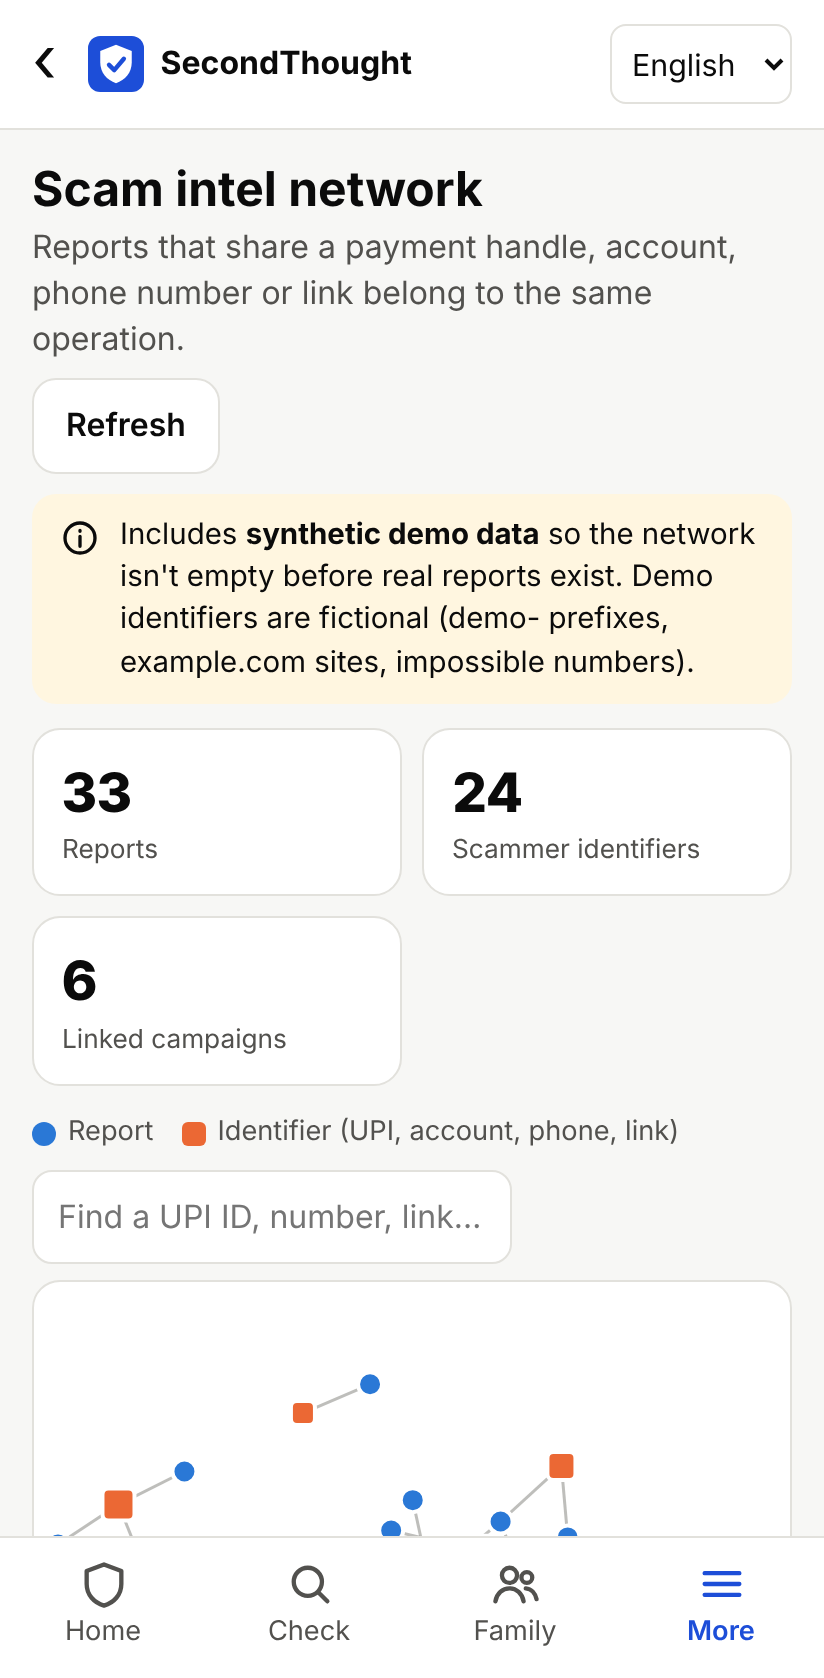 SecondThought
English
Scam intel network
Reports that share a payment handle, account,
phone number or link belong to the same
operation.
Refresh
Includes synthetic demo data so the network
isn't empty before real reports exist. Demo
identifiers are fictional (demo- prefixes,
example.com sites, impossible numbers).
33
Reports
24
Scammer identifiers
6
Linked campaigns
Report
Identifier (UPI, account, phone, link)
Find a UPI ID, number, link...
Home
Check
Family
More